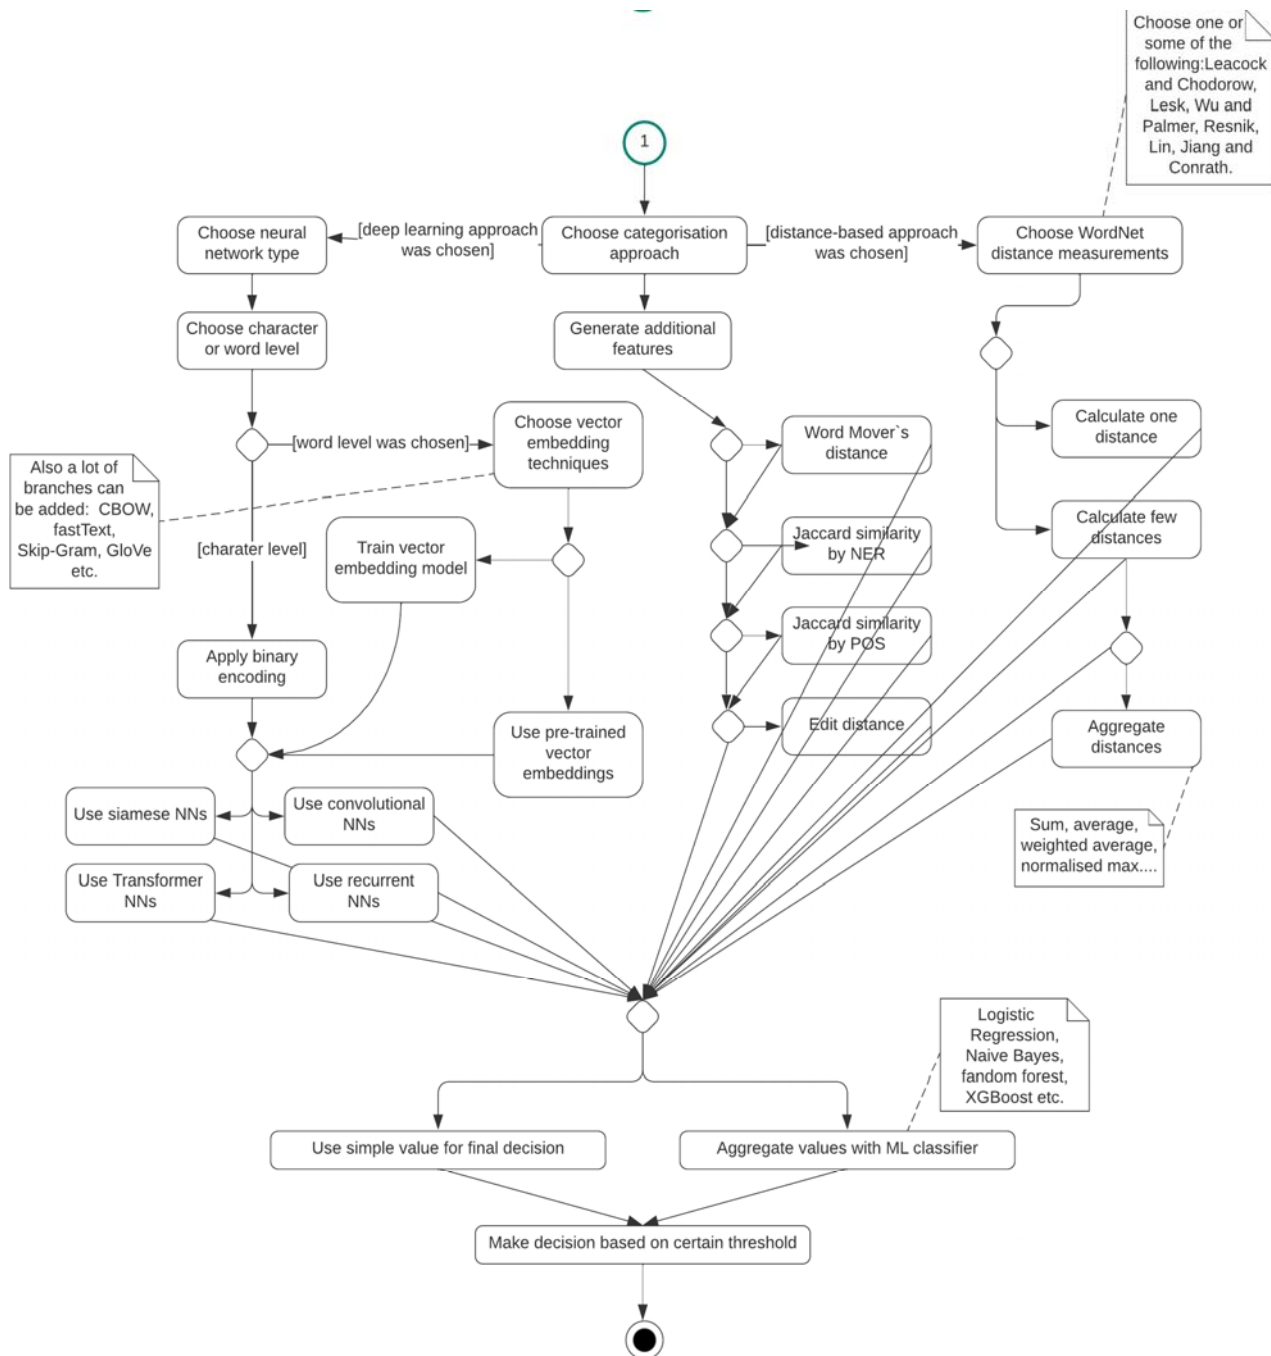 Choose one or
some of the
following:Leacock
and Chodorow,
Lesk, Wu and
Palmer, Resnik,
Lin, Jiang and
Conrath.
1
Choose neural
network type
[deep learning approach
was chosen]
Choose categorisation
approach
[distance-based approach
was chosen]
Choose WordNet
distance measurements
Choose character
or word level
Generate additional
features
[word level was chosen]
Choose vector
embedding
techniques
Word Mover`s
distance
Calculate one
distance
Also a lot of
branches can
be added:  CBOW,
fastText,
Skip-Gram, GloVe
etc.
[charater level]
Train vector
embedding model
Jaccard similarity
by NER
Calculate few
distances
Apply binary
encoding
Jaccard similarity
by POS
Use pre-trained
vector
embeddings
Edit distance
Aggregate
distances
Use siamese NNs
Use convolutional
NNs
Sum, average,
weighted average,
normalised max....
Use Transformer
NNs
Use recurrent
NNs
Logistic
Regression,
Naive Bayes,
fandom forest,
XGBoost etc.
Use simple value for final decision
Aggregate values with ML classifier
Make decision based on certain threshold